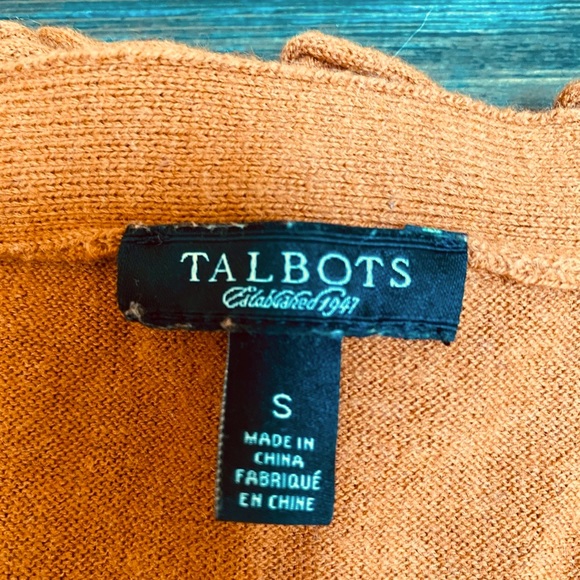 TALBOTS
Established 1947
S
MADE IN
CHINA
FABRIQUÉ
EN CHINE